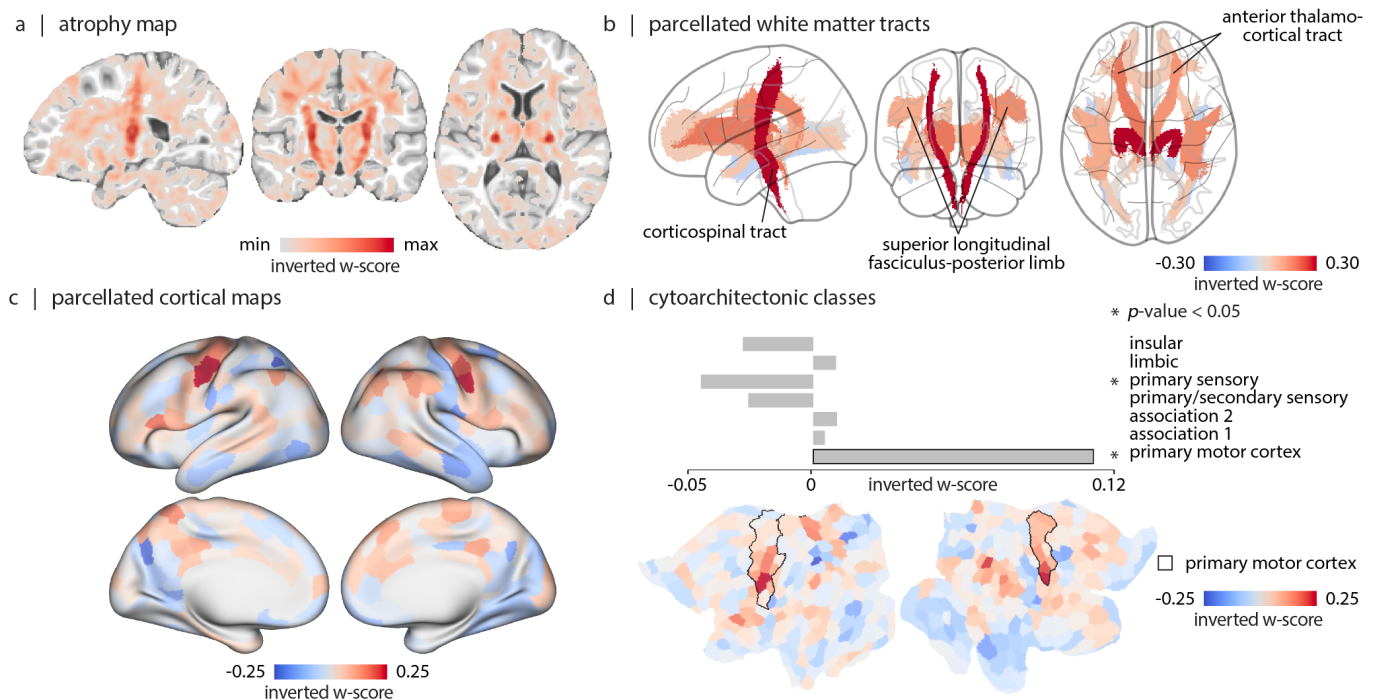 a | atrophy map
min max
inverted w-score
b | parcellated white matter tracts
anterior thalamo-
cortical tract
corticospinal tract
superior longitudinal
fasciculus-posterior limb
-0.30 0.30
inverted w-score
c | parcellated cortical maps
-0.25 0.25
inverted w-score
d | cytoarchitectonic classes
* p-value < 0.05
insular
limbic
* primary sensory
primary/secondary sensory
association 2
association 1
* primary motor cortex
-0.05 0 inverted w-score 0.12
primary motor cortex
-0.25 0.25
inverted w-score